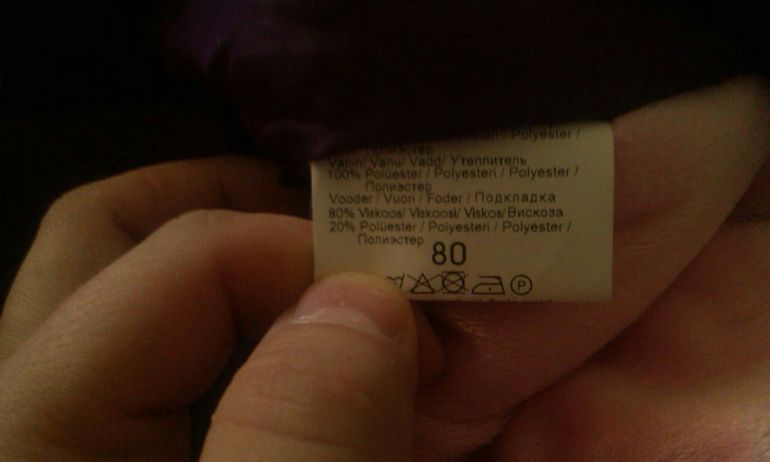 Polyester /
Полиэстер
Vatiin/ Vanu/ Vadd/ Утеплитель
100% Polüester / Polyesteri / Polyester /
Полиэстер
Vooder / Vuori / Foder / Подкладка
80% Viskoos/ Viskoosi/ Viskos/Вискоза
20% Polüester / Polyesteri / Polyester /
Полиэстер
80
P